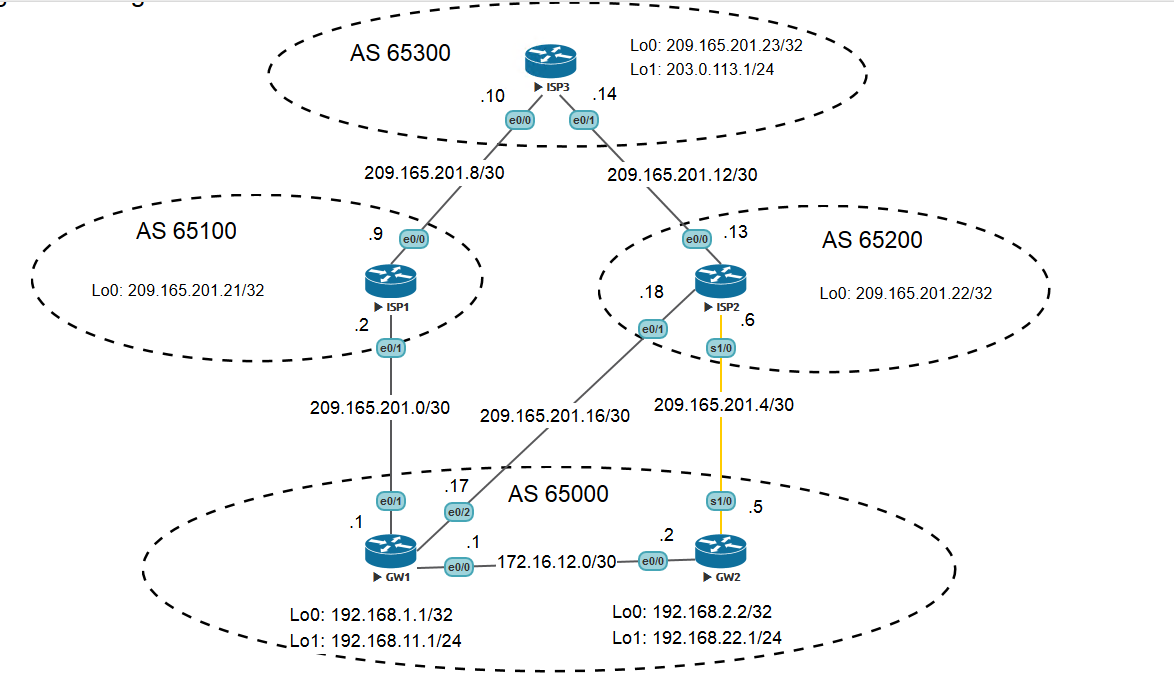 AS 65300
Lo0: 209.165.201.23/32
Lo1: 203.0.113.1/24
ISP3
.10
.14
e0/0
e0/1
209.165.201.8/30
209.165.201.12/30
AS 65100
AS 65200
.9
e0/0
e0/0
.13
Lo0: 209.165.201.21/32
ISP1
.18
ISP2
Lo0: 209.165.201.22/32
.2
e0/1
.6
e0/1
s1/0
209.165.201.0/30
209.165.201.16/30
209.165.201.4/30
AS 65000
.17
e0/1
e0/2
s1/0
.5
.1
.1
.2
GW1
e0/0
172.16.12.0/30
e0/0
GW2
Lo0: 192.168.1.1/32
Lo1: 192.168.11.1/24
Lo0: 192.168.2.2/32
Lo1: 192.168.22.1/24